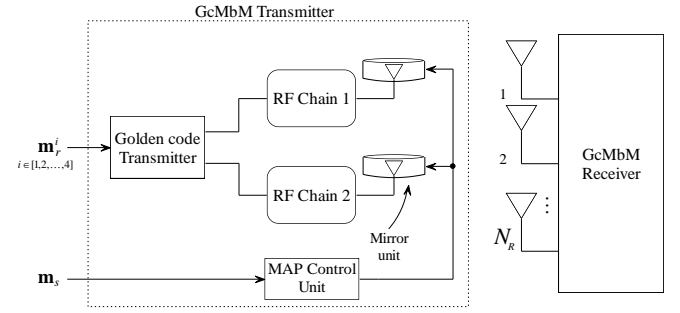 GcMbM Transmitter
RF Chain 1
Golden code
Transmitter
m_r^i
i∈[1,2,…,4]
RF Chain 2
Mirror
unit
m_s
MAP Control
Unit
1
2
⋮
N_R
GcMbM
Receiver